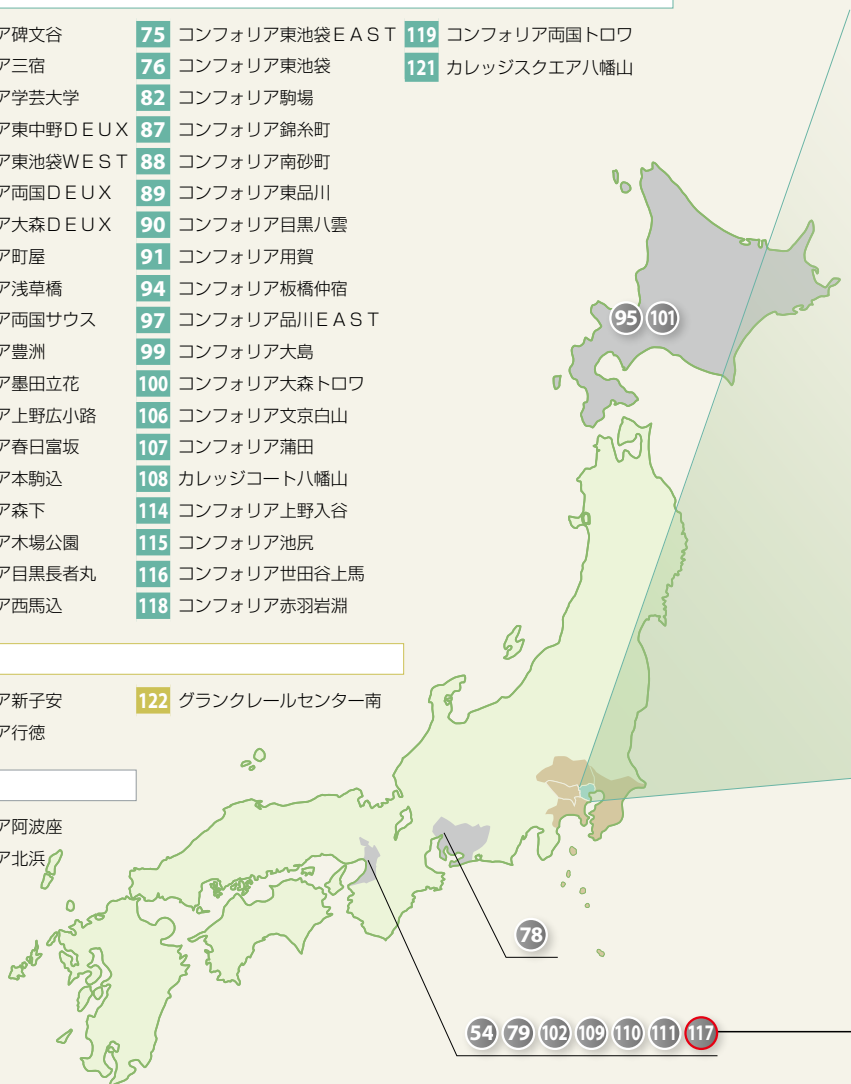 ア碑文谷
ア三宿
ア学芸大学
ア東中野ＤＥＵＸ
ア東池袋ＷＥＳＴ
ア両国ＤＥＵＸ
ア大森ＤＥＵＸ
ア町屋
ア浅草橋
ア両国サウス
ア豊洲
ア墨田立花
ア上野広小路
ア春日富坂
ア本駒込
ア森下
ア木場公園
ア目黒長者丸
ア西馬込
75 コンフォリア東池袋ＥＡＳＴ
76 コンフォリア東池袋
82 コンフォリア駒場
87 コンフォリア錦糸町
88 コンフォリア南砂町
89 コンフォリア東品川
90 コンフォリア目黒八雲
91 コンフォリア用賀
94 コンフォリア板橋仲宿
97 コンフォリア品川ＥＡＳＴ
99 コンフォリア大島
100 コンフォリア大森トロワ
106 コンフォリア文京白山
107 コンフォリア蒲田
108 カレッジコート八幡山
114 コンフォリア上野入谷
115 コンフォリア池尻
116 コンフォリア世田谷上馬
118 コンフォリア赤羽岩淵
119 コンフォリア両国トロワ
121 カレッジスクエア八幡山
ア新子安
ア行徳
122 グランクレールセンター南
ア阿波座
ア北浜
95 101
78
54 79 102 109 110 111 117